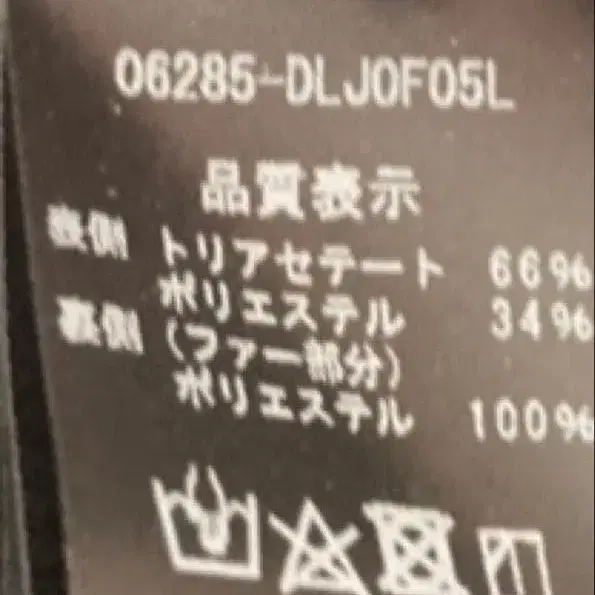 06285-DLJ0F05L
品質表示
表側 トリアセテート 66%
ポリエステル 34%
裏側 (ファー部分)
ポリエステル 100%